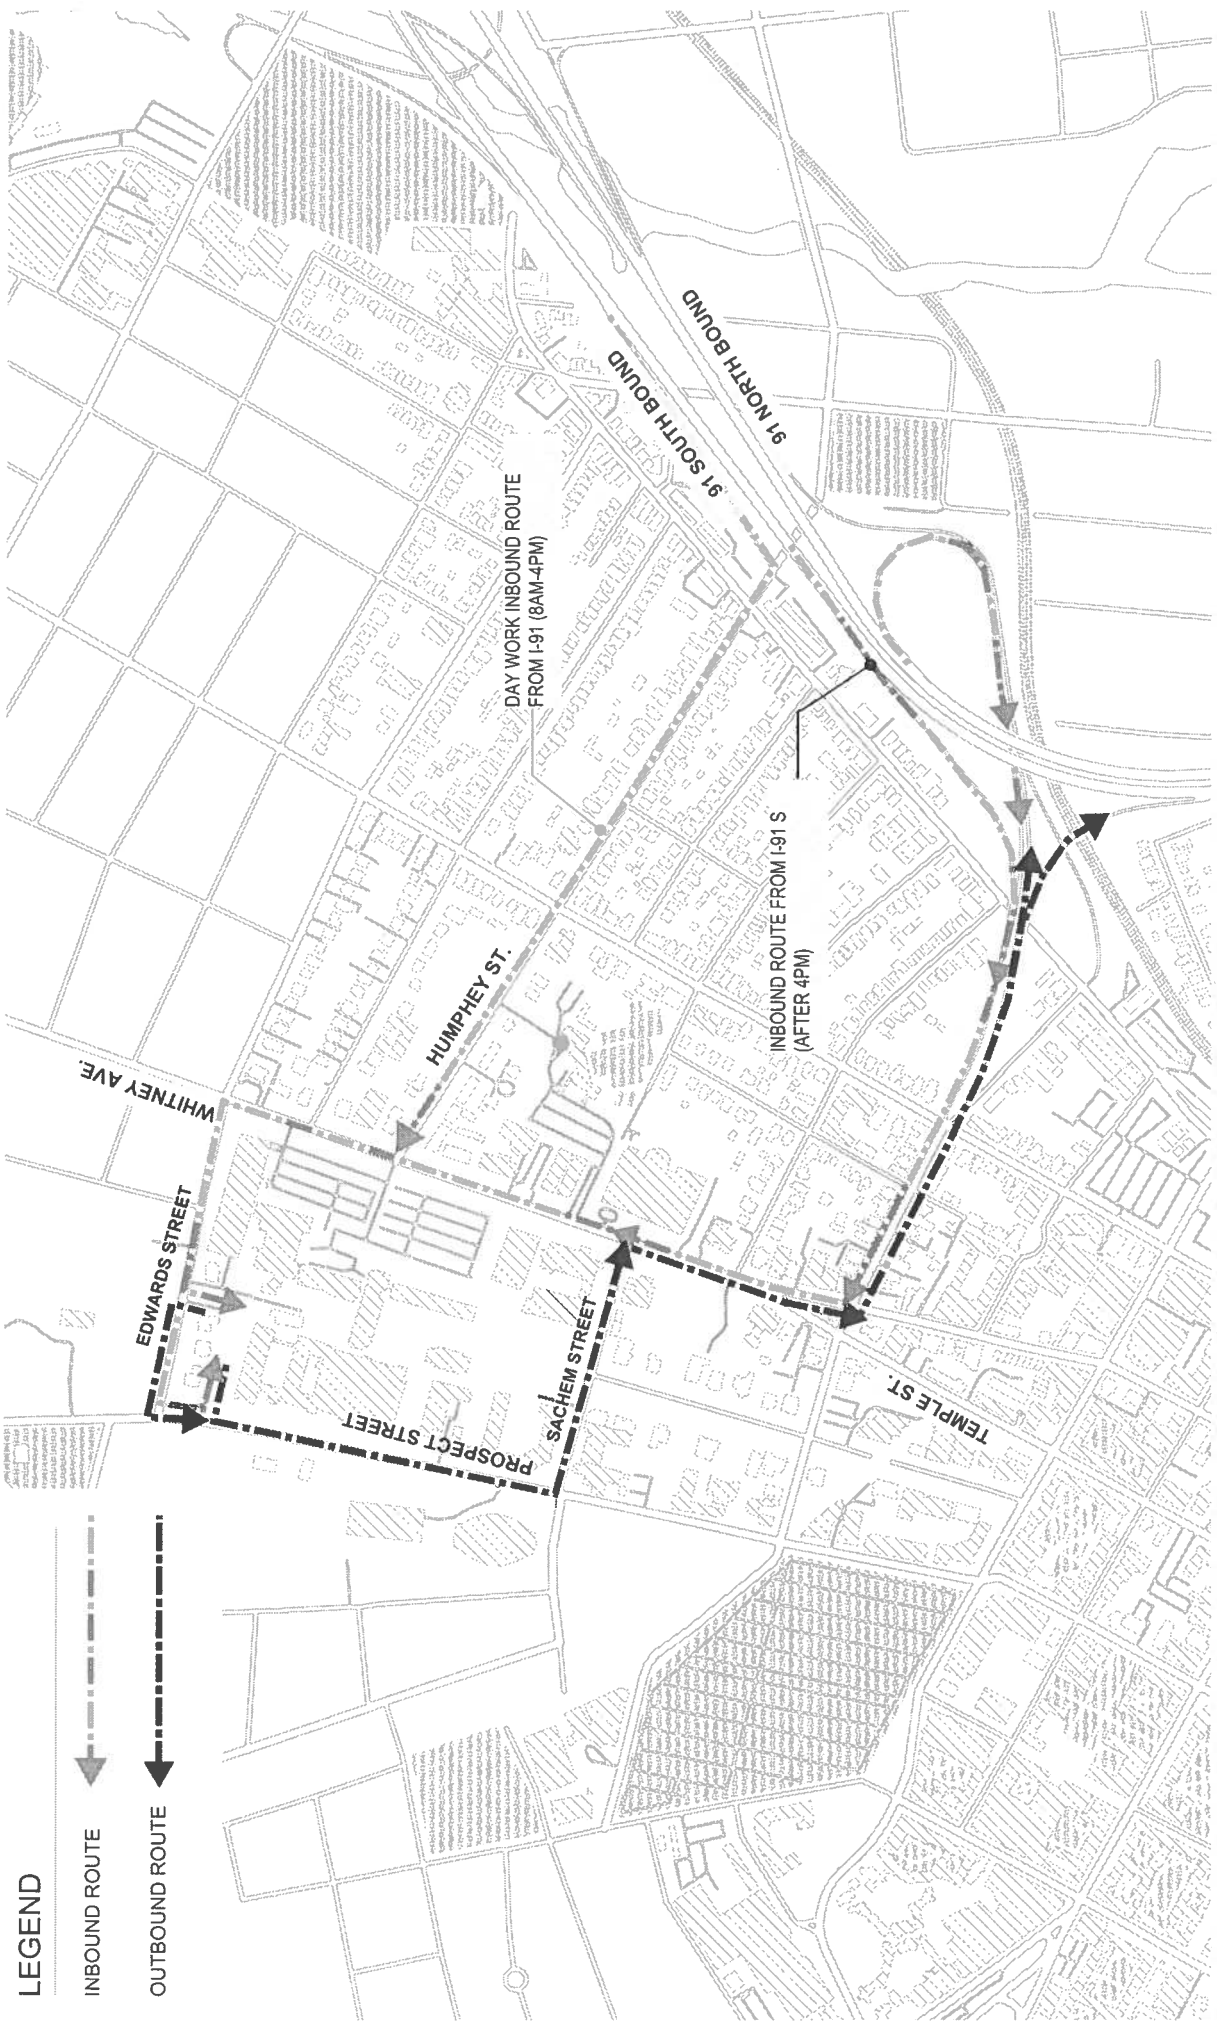 LEGEND
INBOUND ROUTE
OUTBOUND ROUTE
EDWARDS STREET
WHITNEY AVE.
PROSPECT STREET
SACHEM STREET
HUMPHEY ST.
DAY WORK INBOUND ROUTE
FROM I-91 (8AM-4PM)
91 SOUTH BOUND
91 NORTH BOUND
INBOUND ROUTE FROM I-91 S
(AFTER 4PM)
TEMPLE ST.